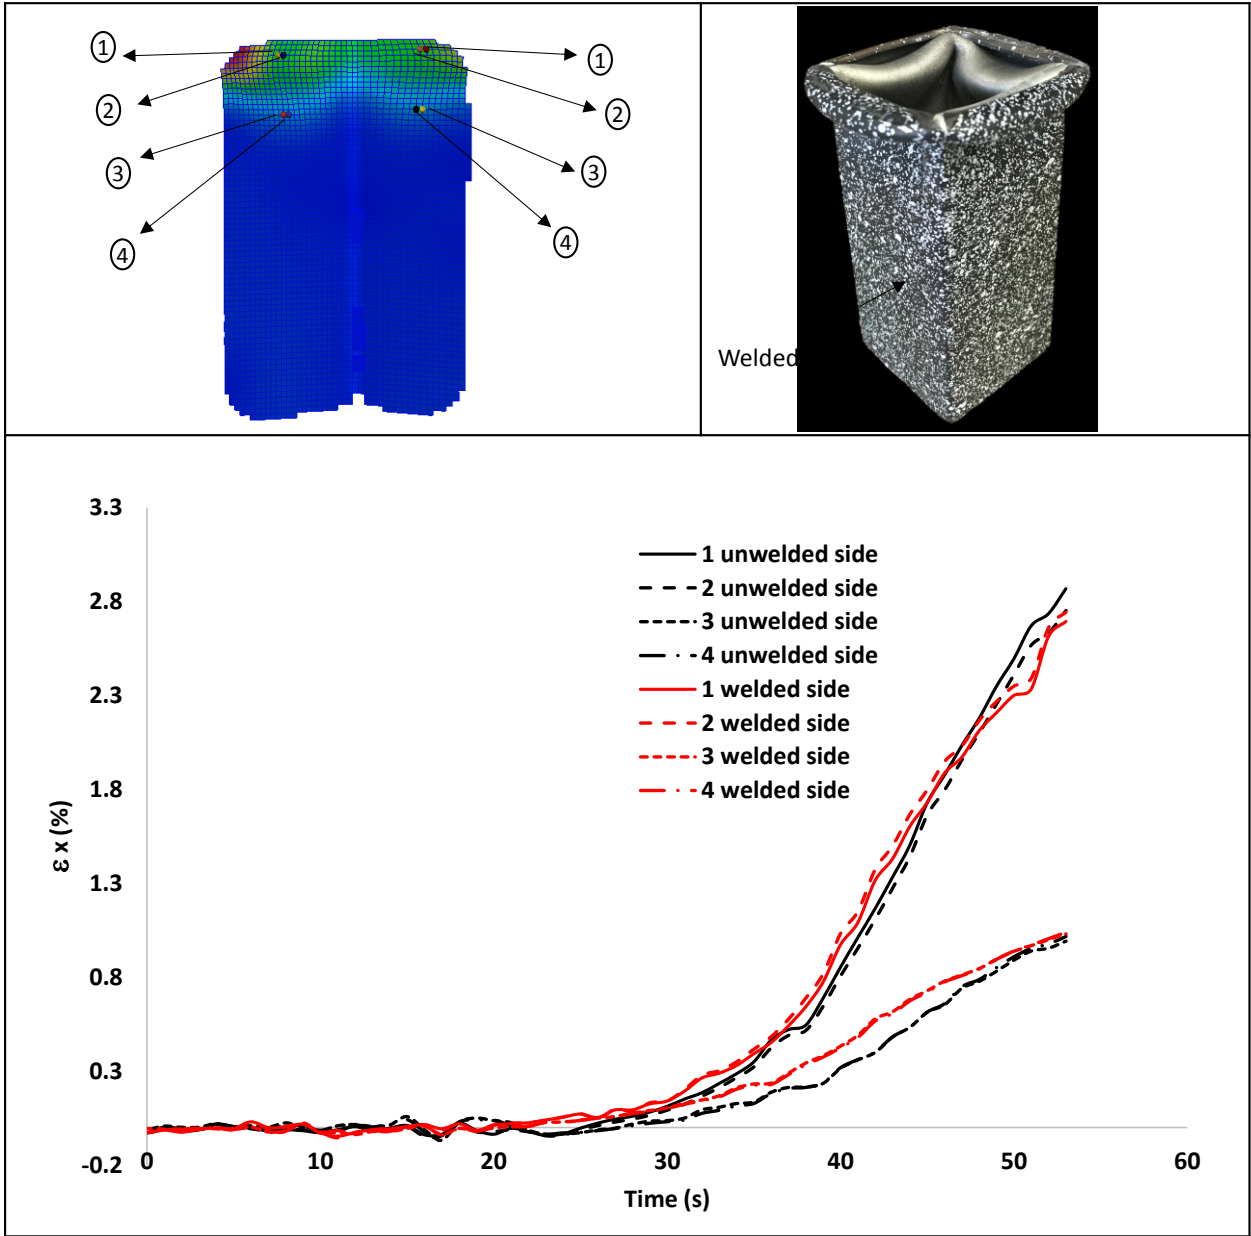 ① ①
② ②
③ ③
④ ④
Welded
3.3
2.8
2.3
1.8
1.3
0.8
0.3
-0.2
ε x (%)
1 unwelded side
2 unwelded side
3 unwelded side
4 unwelded side
1 welded side
2 welded side
3 welded side
4 welded side
0 10 20 30 40 50 60
Time (s)